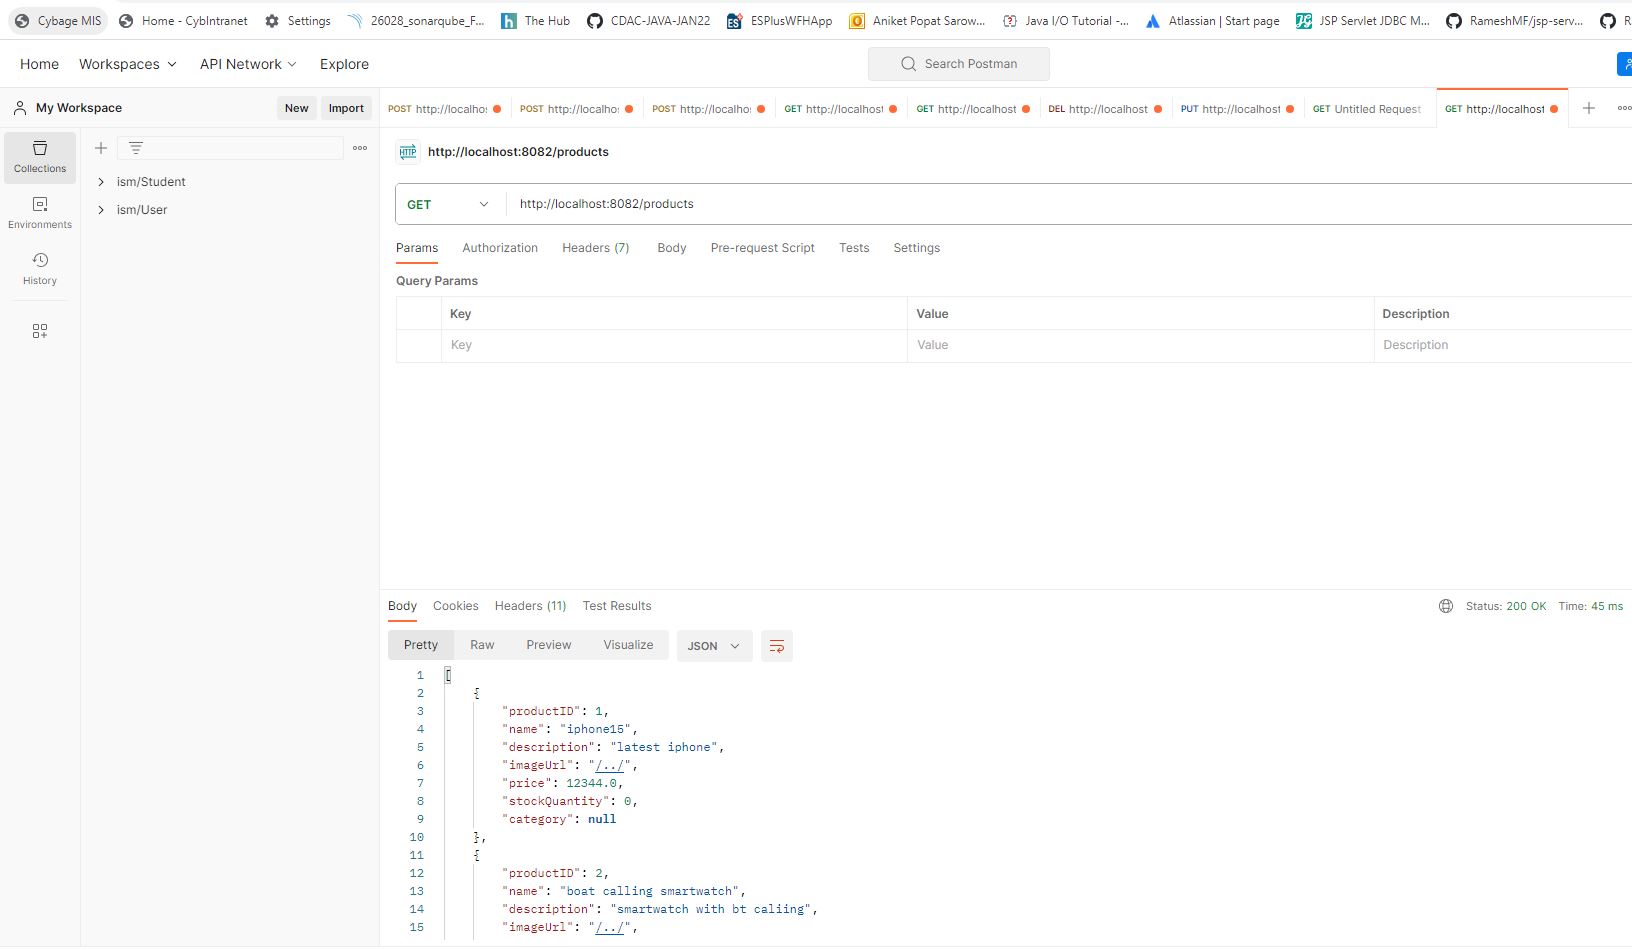 Cybage MIS Home - CybIntranet Settings 26028_sonarqube_F... The Hub CDAC-JAVA-JAN22 ESPlusWFHApp Aniket Popat Sarow... Java I/O Tutorial -... Atlassian | Start page JSP Servlet JDBC M... RameshMF/jsp-serv...
Home Workspaces API Network Explore Search Postman
My Workspace New Import POST http://localho: POST http://localho: POST http://localho: GET http://localhost GET http://localhost DEL http://localhost PUT http://localhost GET Untitled Request GET http://localhost
Collections
Environments
History
ism/Student
ism/User
HTTP http://localhost:8082/products
GET http://localhost:8082/products
Params Authorization Headers (7) Body Pre-request Script Tests Settings
Query Params
Key Value Description
Key Value Description
Body Cookies Headers (11) Test Results Status: 200 OK Time: 45 ms
Pretty Raw Preview Visualize JSON
1 [
2 {
3 "productID": 1,
4 "name": "iphone15",
5 "description": "latest iphone",
6 "imageUrl": "/../",
7 "price": 12344.0,
8 "stockQuantity": 0,
9 "category": null
10 },
11 {
12 "productID": 2,
13 "name": "boat calling smartwatch",
14 "description": "smartwatch with bt caliing",
15 "imageUrl": "/../",